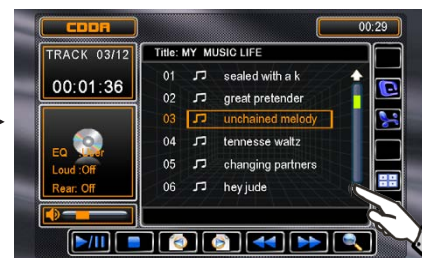 CDDA
00:29
TRACK 03/12
00:01:36
Title: MY MUSIC LIFE
01 sealed with a k
02 great pretender
03 unchained melody
04 tennesse waltz
05 changing partners
06 hey jude
EQ
Loud :Off
Rear: Off